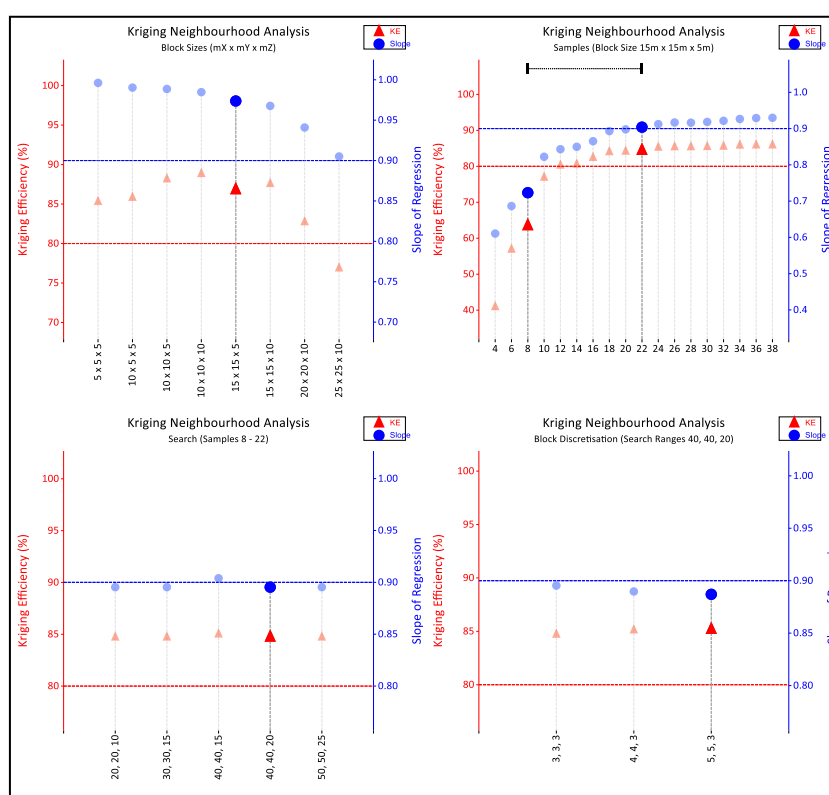 Kriging Neighbourhood Analysis
Block Sizes (mX x mY x mZ)
KE
Slope
Kriging Efficiency (%)
100
95
90
85
80
75
70
1.00
0.95
0.90
0.85
0.80
0.75
0.70
Slope of Regression
5 x 5 x 5
10 x 5 x 5
10 x 10 x 5
10 x 10 x 10
15 x 15 x 5
15 x 15 x 10
20 x 20 x 10
25 x 25 x 10
Kriging Neighbourhood Analysis
Samples (Block Size 15m x 15m x 5m)
KE
Slope
Kriging Efficiency (%)
100
90
80
70
60
50
40
1.0
0.9
0.8
0.7
0.6
0.5
0.4
Slope of Regression
4 6 8 10 12 14 16 18 20 22 24 26 28 30 32 34 36 38
Kriging Neighbourhood Analysis
Search (Samples 8 - 22)
KE
Slope
Kriging Efficiency (%)
100
95
90
85
80
1.00
0.95
0.90
0.85
0.80
Slope of Regression
20, 20, 10
30, 30, 15
40, 40, 15
40, 40, 20
50, 50, 25
Kriging Neighbourhood Analysis
Block Discretisation (Search Ranges 40, 40, 20)
KE
Slope
Kriging Efficiency (%)
100
95
90
85
80
1.00
0.95
0.90
0.85
0.80
3, 3, 3
4, 4, 3
5, 5, 3